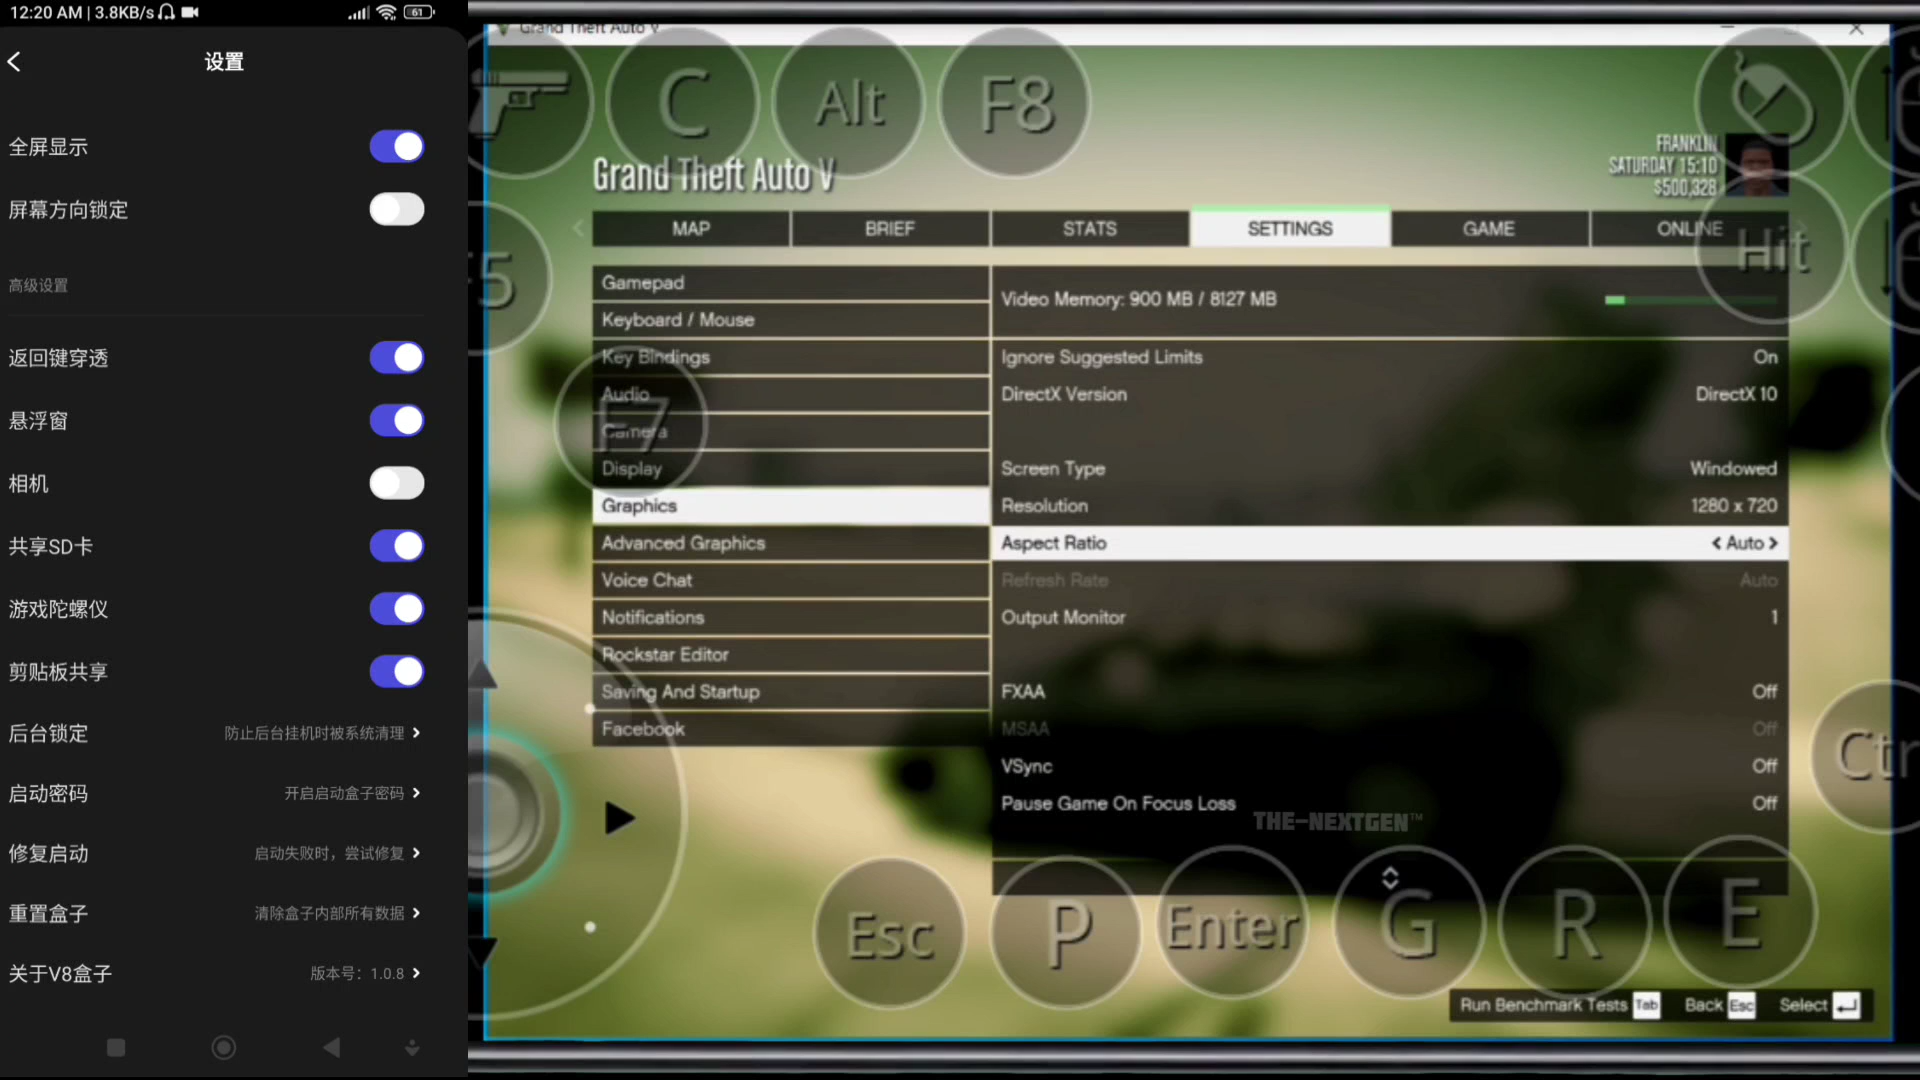 12:20 AM | 3.8KB/s
61
设置
全屏显示
屏幕方向锁定
高级设置
返回键穿透
悬浮窗
相机
共享SD卡
游戏陀螺仪
剪贴板共享
后台锁定 防止后台挂机时被系统清理
启动密码 开启启动盒子密码
修复启动 启动失败时，尝试修复
重置盒子 清除盒子内部所有数据
关于V8盒子 版本号：1.0.8
Grand Theft Auto V
C Alt F8
Grand Theft Auto V
FRANKLIN
SATURDAY 15:10
$500,328
MAP BRIEF STATS SETTINGS GAME ONLINE
Hit
F5
Gamepad
Keyboard / Mouse
Key Bindings
Audio
F7
Camera
Display
Graphics
Advanced Graphics
Voice Chat
Notifications
Rockstar Editor
Saving And Startup
Facebook
Video Memory: 900 MB / 8127 MB
Ignore Suggested Limits On
DirectX Version DirectX 10
Screen Type Windowed
Resolution 1280 x 720
Aspect Ratio Auto
Refresh Rate Auto
Output Monitor 1
FXAA Off
MSAA Off
VSync Off
Pause Game On Focus Loss Off
THE-NEXTGEN™
Ctr
Esc P Enter G R E
Run Benchmark Tests Tab Back Esc Select